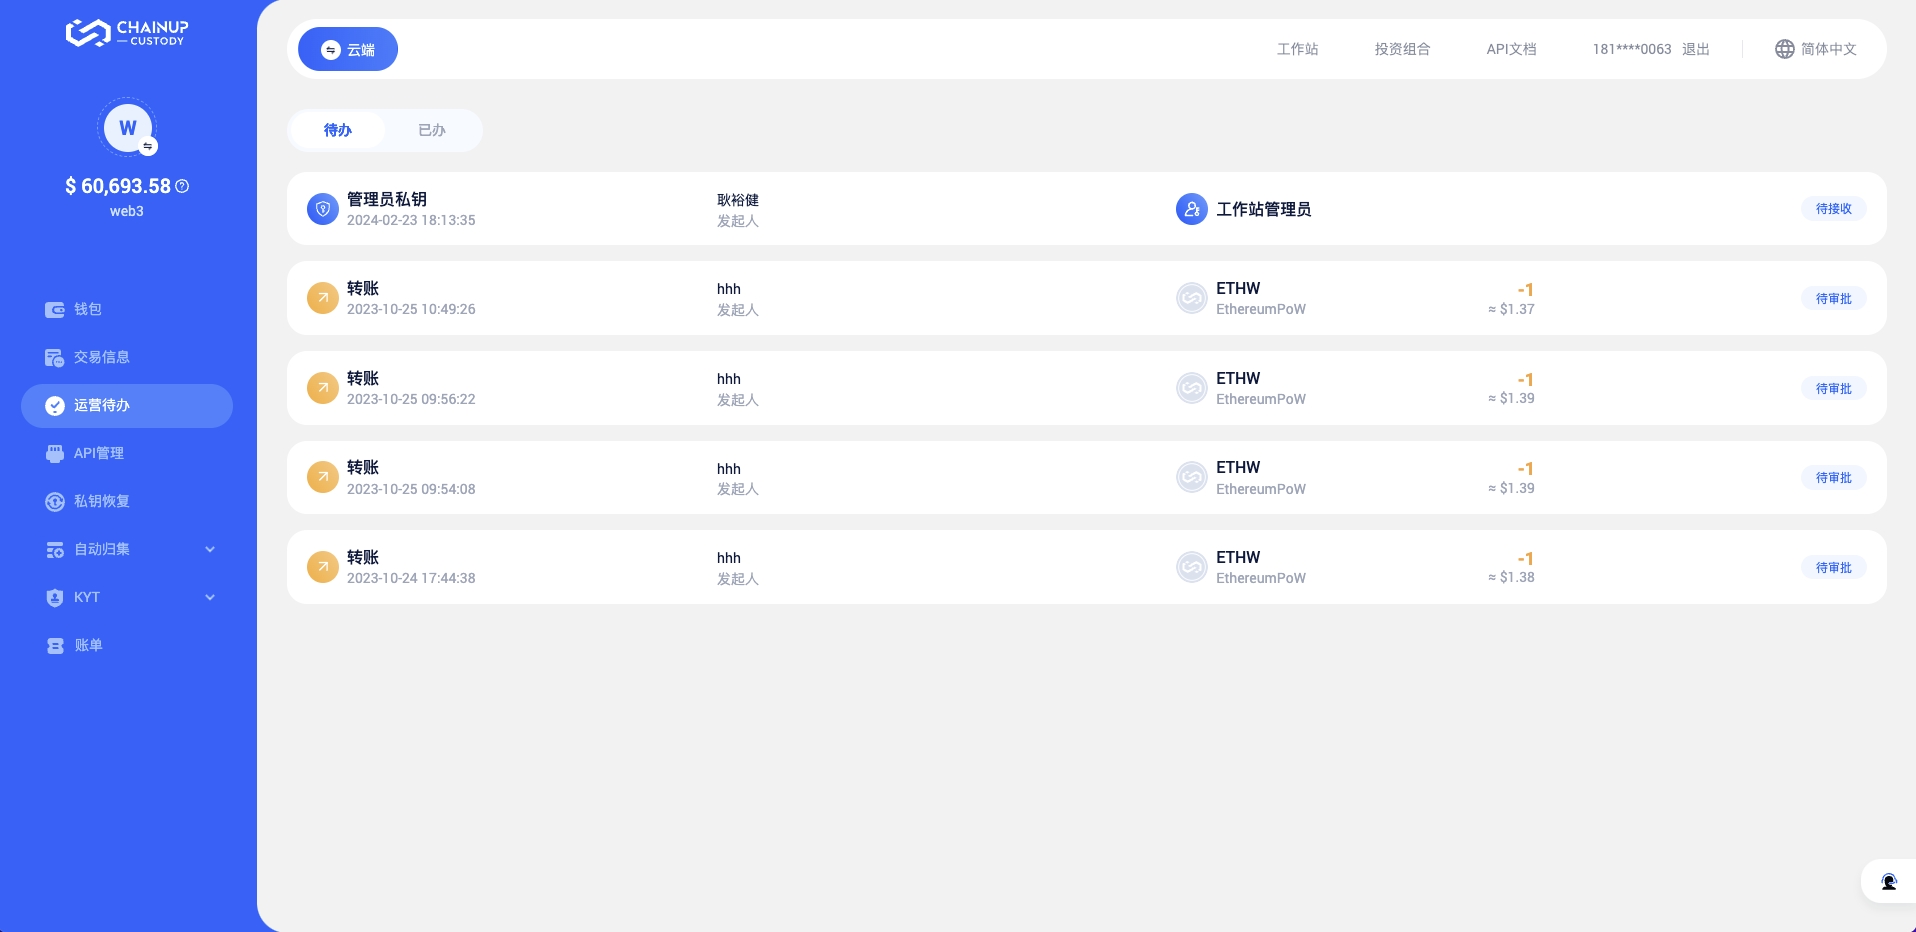 CHAINUP
CUSTODY
W
$ 60,693.58
web3
钱包
交易信息
运营待办
API管理
私钥恢复
自动归集
KYT
账单
云端
工作站
投资组合
API文档
181****0063 退出
简体中文
待办
已办
管理员私钥
2024-02-23 18:13:35
耿裕健
发起人
工作站管理员
待接收
转账
2023-10-25 10:49:26
hhh
发起人
ETHW
EthereumPoW
-1
≈ $1.37
待审批
转账
2023-10-25 09:56:22
hhh
发起人
ETHW
EthereumPoW
-1
≈ $1.39
待审批
转账
2023-10-25 09:54:08
hhh
发起人
ETHW
EthereumPoW
-1
≈ $1.39
待审批
转账
2023-10-24 17:44:38
hhh
发起人
ETHW
EthereumPoW
-1
≈ $1.38
待审批